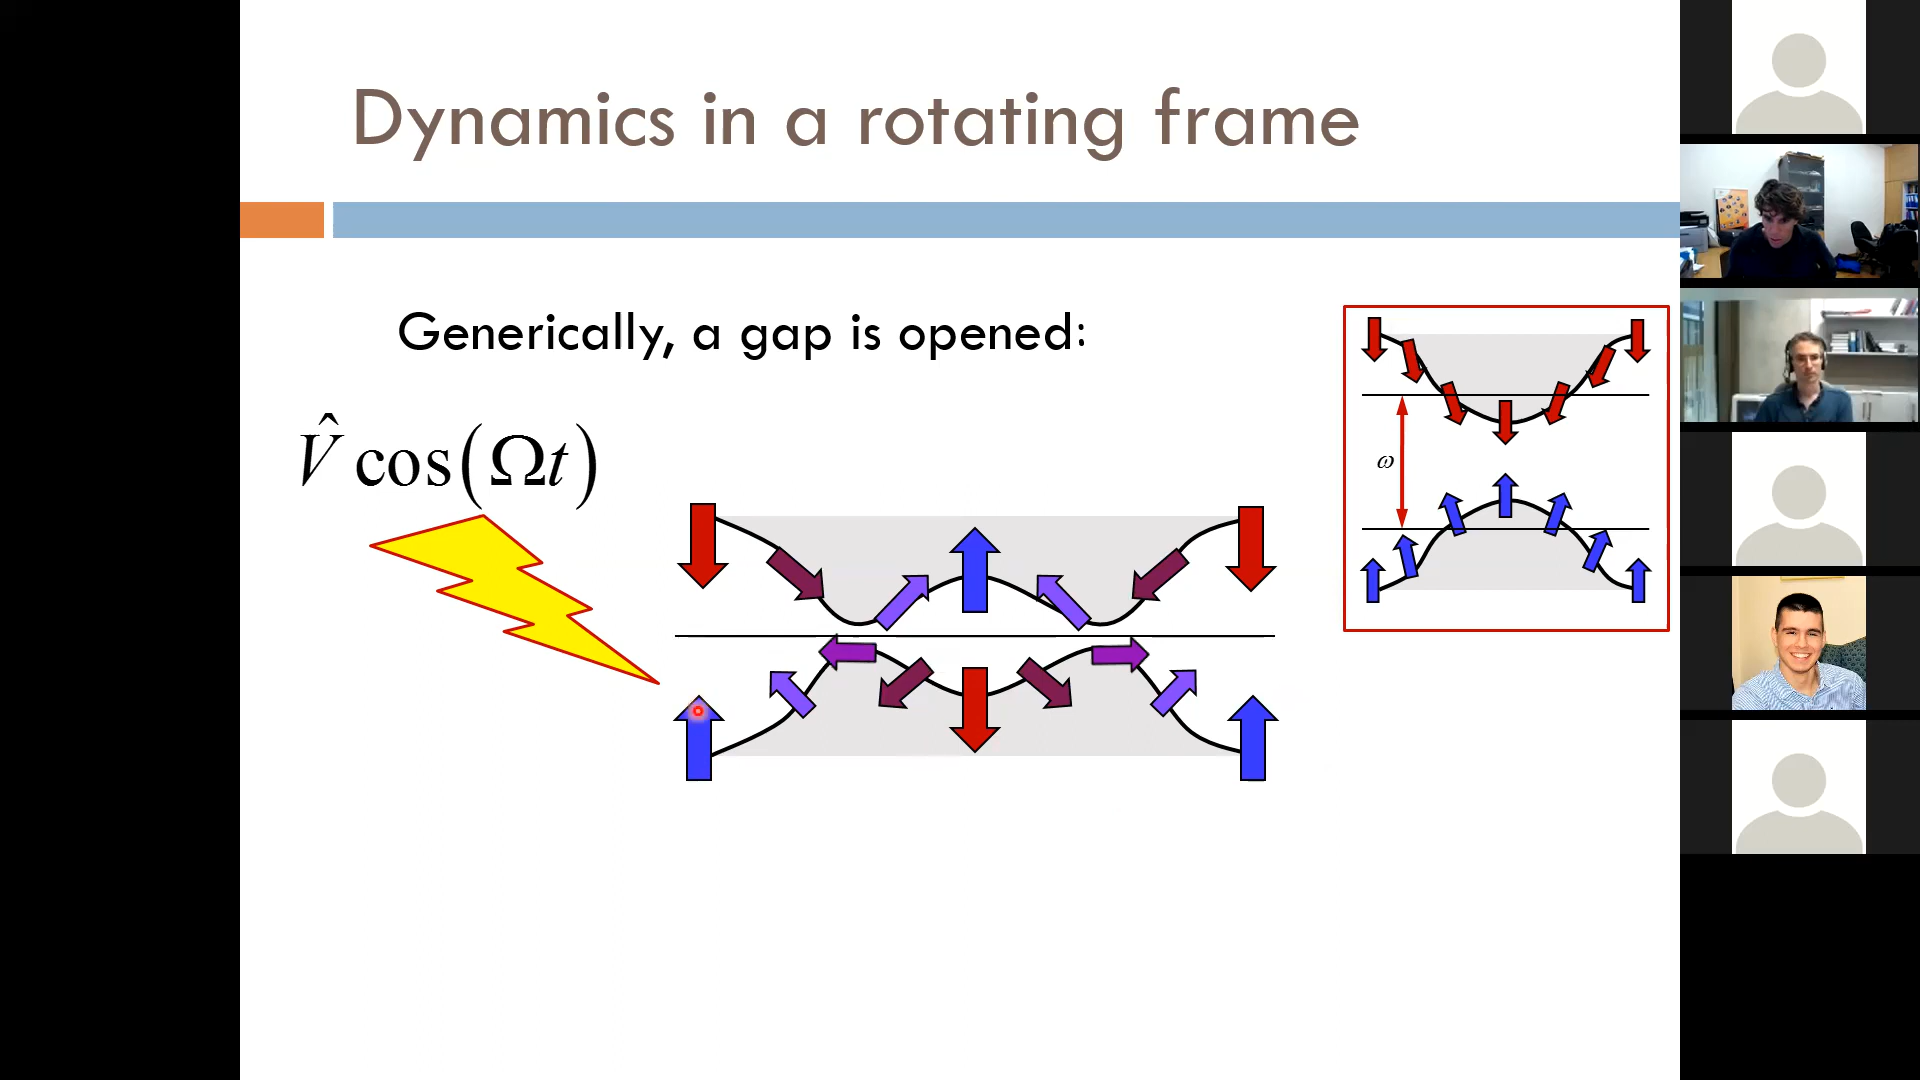 Dynamics in a rotating frame
Generically, a gap is opened:
V̂ cos(Ωt)
ω